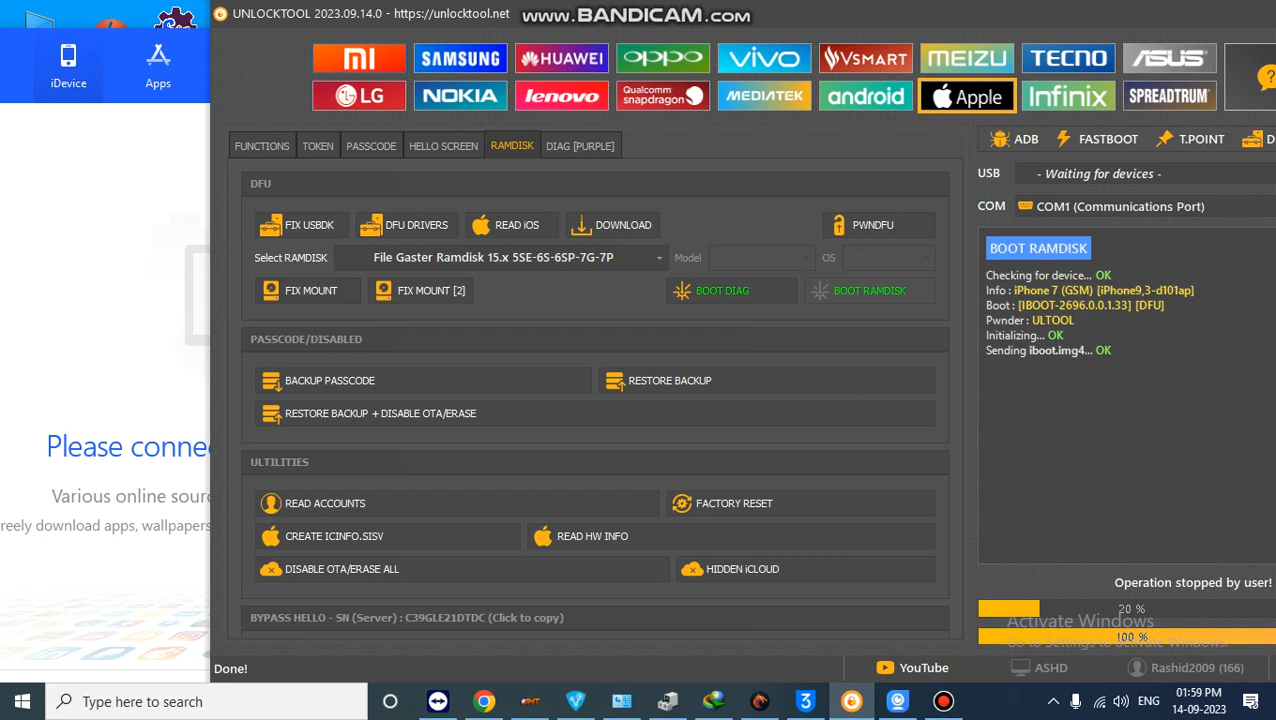 UNLOCKTOOL 2023.09.14.0 - https://unlocktool.net
www.BANDICAM.com
iDevice
Apps
MI
SAMSUNG
HUAWEI
oppo
vivo
VSMART
MEIZU
TECNO
ASUS
LG
NOKIA
lenovo
Qualcomm snapdragon
MEDIATEK
android
Apple
Infinix
SPREADTRUM
FUNCTIONS
TOKEN
PASSCODE
HELLO SCREEN
RAMDISK
DIAG [PURPLE]
ADB
FASTBOOT
T.POINT
D
USB
- Waiting for devices -
COM
COM1 (Communications Port)
DFU
FIX USBDK
DFU DRIVERS
READ iOS
DOWNLOAD
PWNDFU
Select RAMDISK
File Gaster Ramdisk 15.x 5SE-6S-6SP-7G-7P
Model
OS
FIX MOUNT
FIX MOUNT [2]
BOOT DIAG
BOOT RAMDISK
PASSCODE/DISABLED
BACKUP PASSCODE
RESTORE BACKUP
RESTORE BACKUP + DISABLE OTA/ERASE
ULTILITIES
READ ACCOUNTS
FACTORY RESET
CREATE ICINFO.SISV
READ HW INFO
DISABLE OTA/ERASE ALL
HIDDEN iCLOUD
BYPASS HELLO - SN (Server) : C39GLE21DTDC (Click to copy)
BOOT RAMDISK
Checking for device... OK
Info : iPhone 7 (GSM) [iPhone9,3-d101ap]
Boot : [IBOOT-2696.0.0.1.33] [DFU]
Pwnder : ULTOOL
Initializing... OK
Sending iboot.img4... OK
Operation stopped by user!
20 %
100 %
Activate Windows
Go to Settings to activate Windows.
Please connec
Various online sourc
reely download apps, wallpapers
Done!
YouTube
ASHD
Rashid2009 (166)
Type here to search
ENG
01:59 PM
14-09-2023